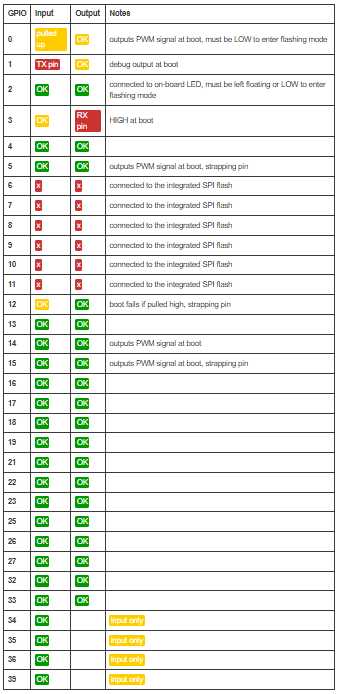 GPIO Input Output Notes
0 pulled up OK outputs PWM signal at boot, must be LOW to enter flashing mode
1 TX pin OK debug output at boot
2 OK OK connected to on-board LED, must be left floating or LOW to enter
flashing mode
3 OK RX pin HIGH at boot
4 OK OK
5 OK OK outputs PWM signal at boot, strapping pin
6 x x connected to the integrated SPI flash
7 x x connected to the integrated SPI flash
8 x x connected to the integrated SPI flash
9 x x connected to the integrated SPI flash
10 x x connected to the integrated SPI flash
11 x x connected to the integrated SPI flash
12 OK OK boot fails if pulled high, strapping pin
13 OK OK
14 OK OK outputs PWM signal at boot
15 OK OK outputs PWM signal at boot, strapping pin
16 OK OK
17 OK OK
18 OK OK
19 OK OK
21 OK OK
22 OK OK
23 OK OK
25 OK OK
26 OK OK
27 OK OK
32 OK OK
33 OK OK
34 OK input only
35 OK input only
36 OK input only
39 OK input only